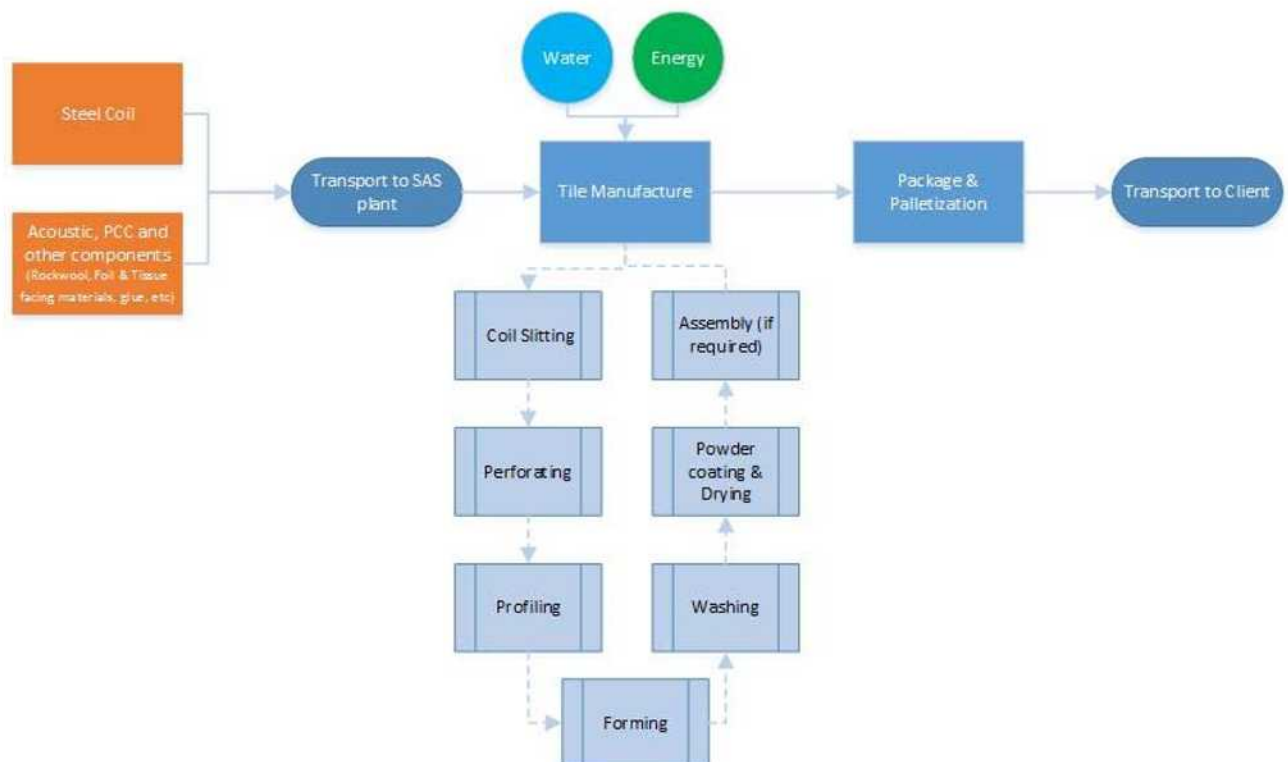 Water
Energy
Steel Coil
Transport to SAS
plant
Tile Manufacture
Package &
Palletization
Transport to Client
Acoustic, PCC and
other components
(Rockwool, Foil & Tissue
facing materials, glue, etc)
Coil Slitting
Assembly (if
required)
Perforating
Powder
coating &
Drying
Profiling
Washing
Forming